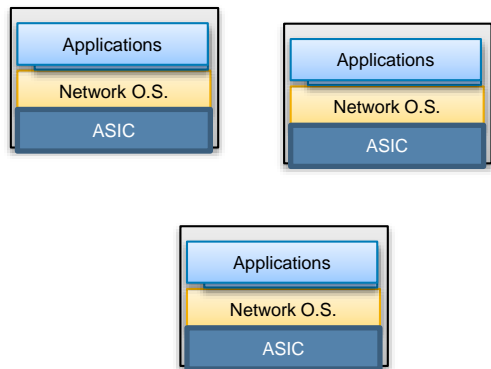 Applications
Network O.S.
ASIC
Applications
Network O.S.
ASIC
Applications
Network O.S.
ASIC